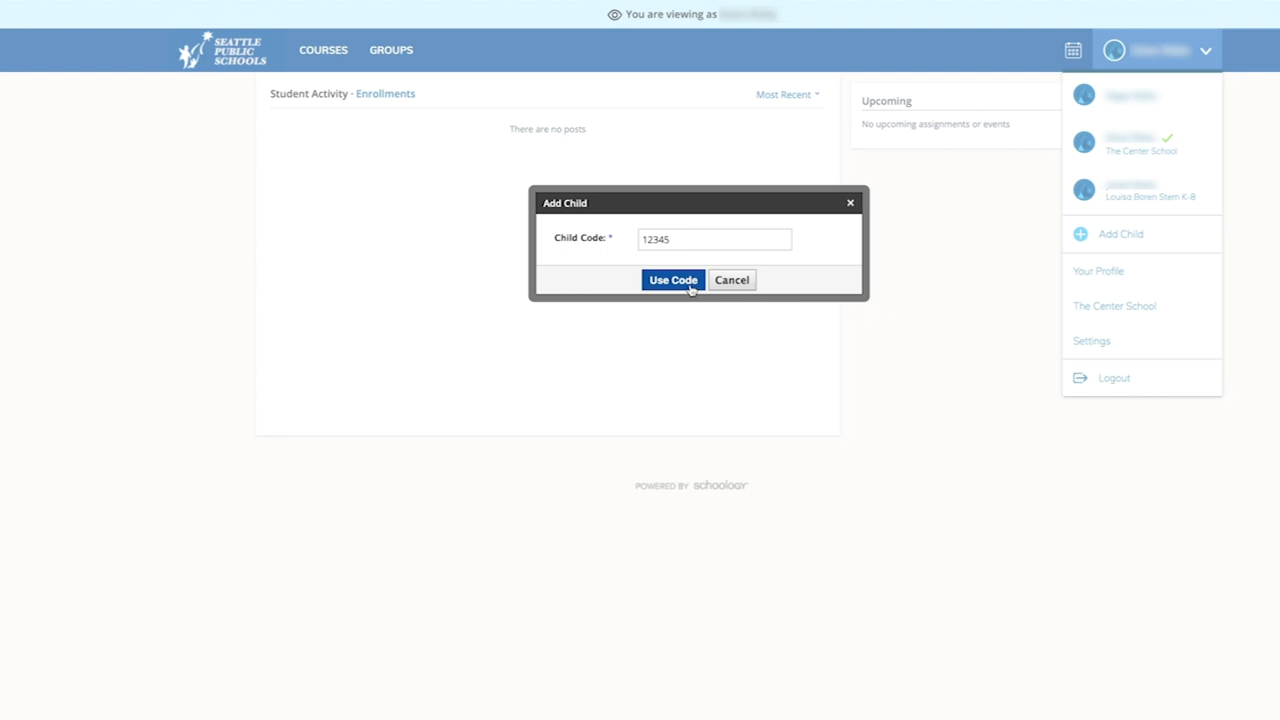 You are viewing as
SEATTLE
PUBLIC
SCHOOLS
COURSES
GROUPS
Student Activity · Enrollments
Most Recent
There are no posts
Upcoming
No upcoming assignments or events
The Center School
Louisa Boren Stem K-8
Add Child
Your Profile
The Center School
Settings
Logout
Add Child
×
Child Code: *
12345
Use Code
Cancel
POWERED BY schoology